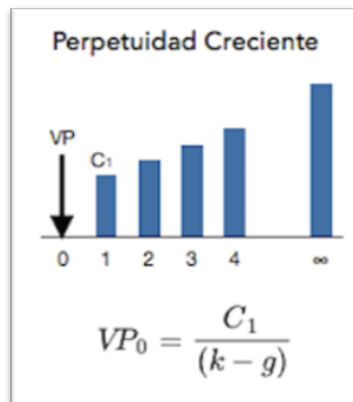 Perpetuidad Creciente
VP
C₁
0 1 2 3 4 ∞
VP₀ = C₁ / (k − g)